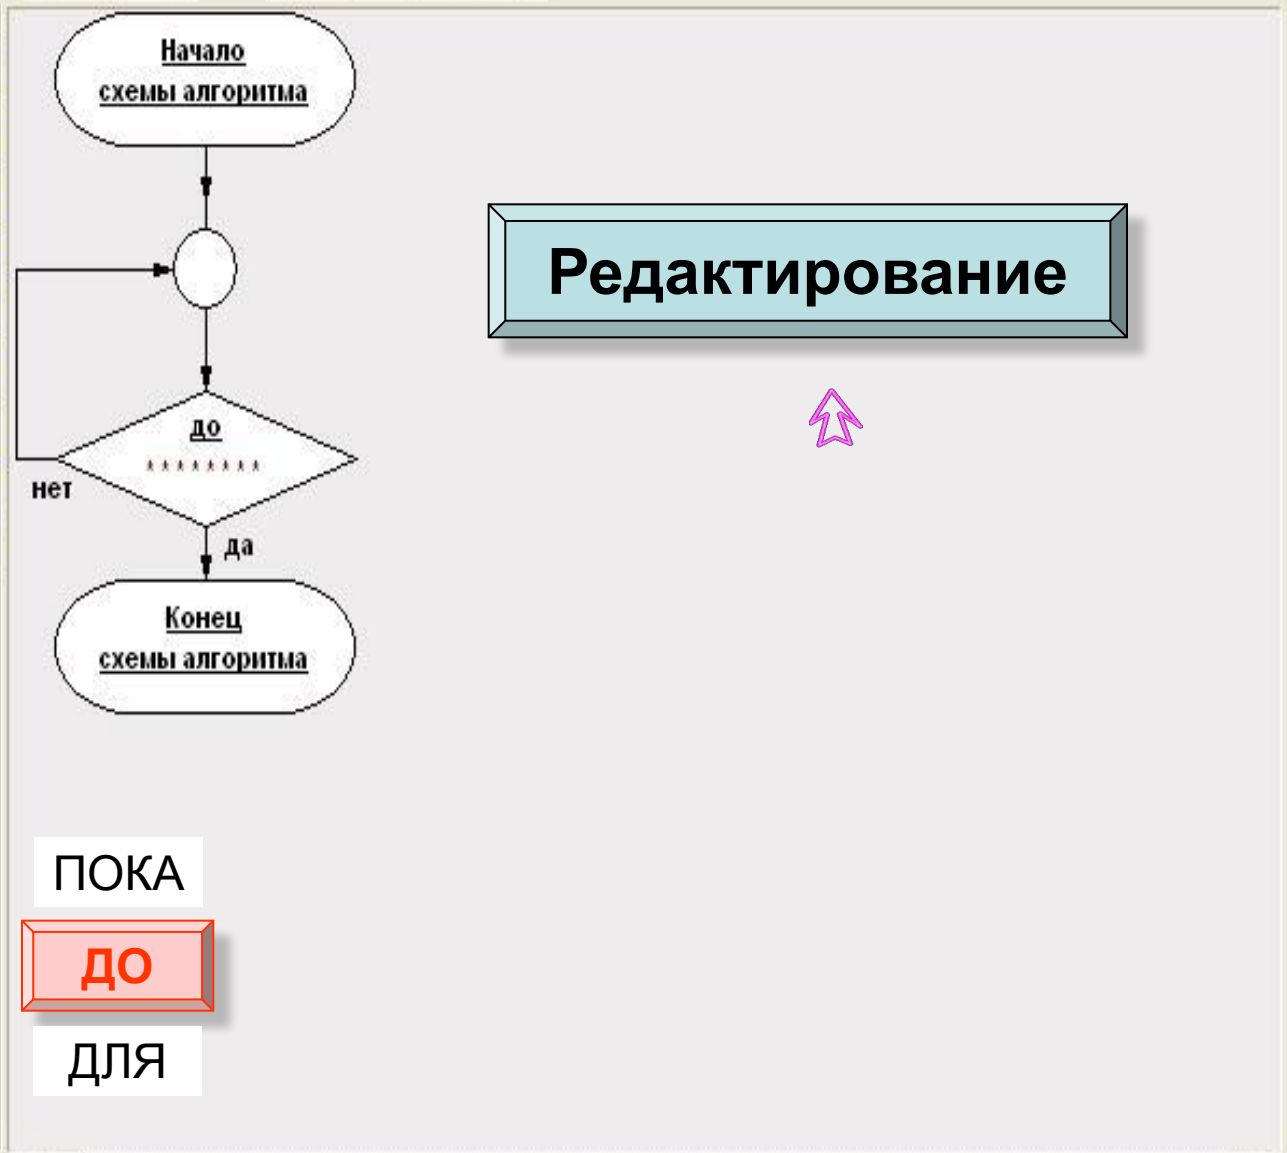 Начало
схемы алгоритма
Редактирование
до
********
нет
да
Конец
схемы алгоритма
ПОКА
ДО
ДЛЯ